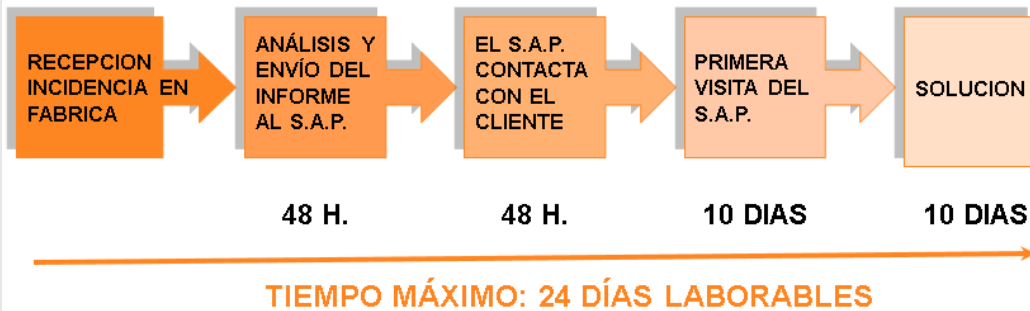 RECEPCION
INCIDENCIA EN
FABRICA
ANÁLISIS Y
ENVÍO DEL
INFORME
AL S.A.P.
EL S.A.P.
CONTACTA
CON EL
CLIENTE
PRIMERA
VISITA DEL
S.A.P.
SOLUCION
48 H.
48 H.
10 DIAS
10 DIAS
TIEMPO MÁXIMO: 24 DÍAS LABORABLES